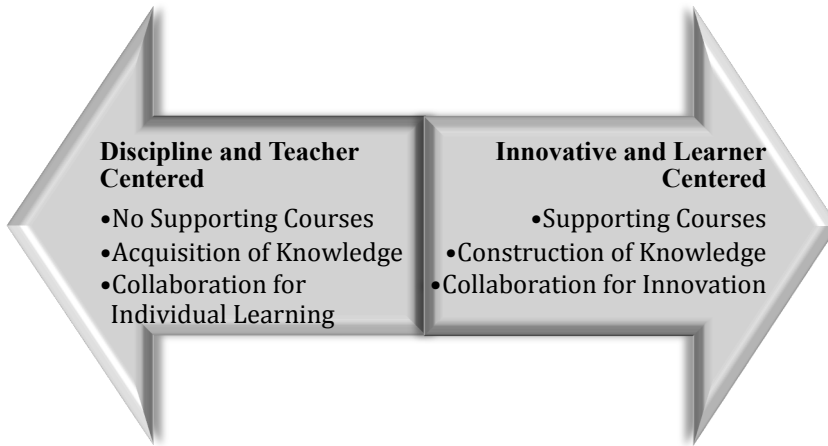 Discipline and Teacher
Centered
•No Supporting Courses
•Acquisition of Knowledge
•Collaboration for
Individual Learning
Innovative and Learner
Centered
•Supporting Courses
•Construction of Knowledge
•Collaboration for Innovation